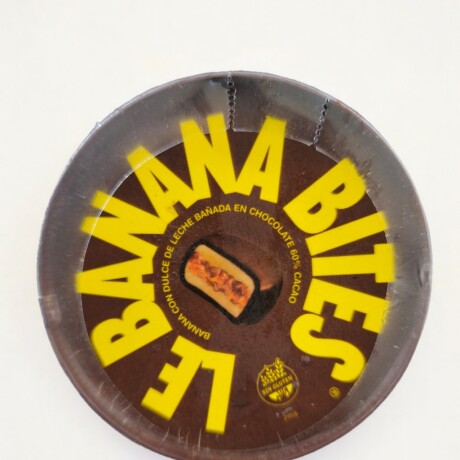 LE BANANA BITES
®
BANANA CON DULCE DE LECHE BAÑADA EN CHOCOLATE 60% CACAO
SIN GLUTEN